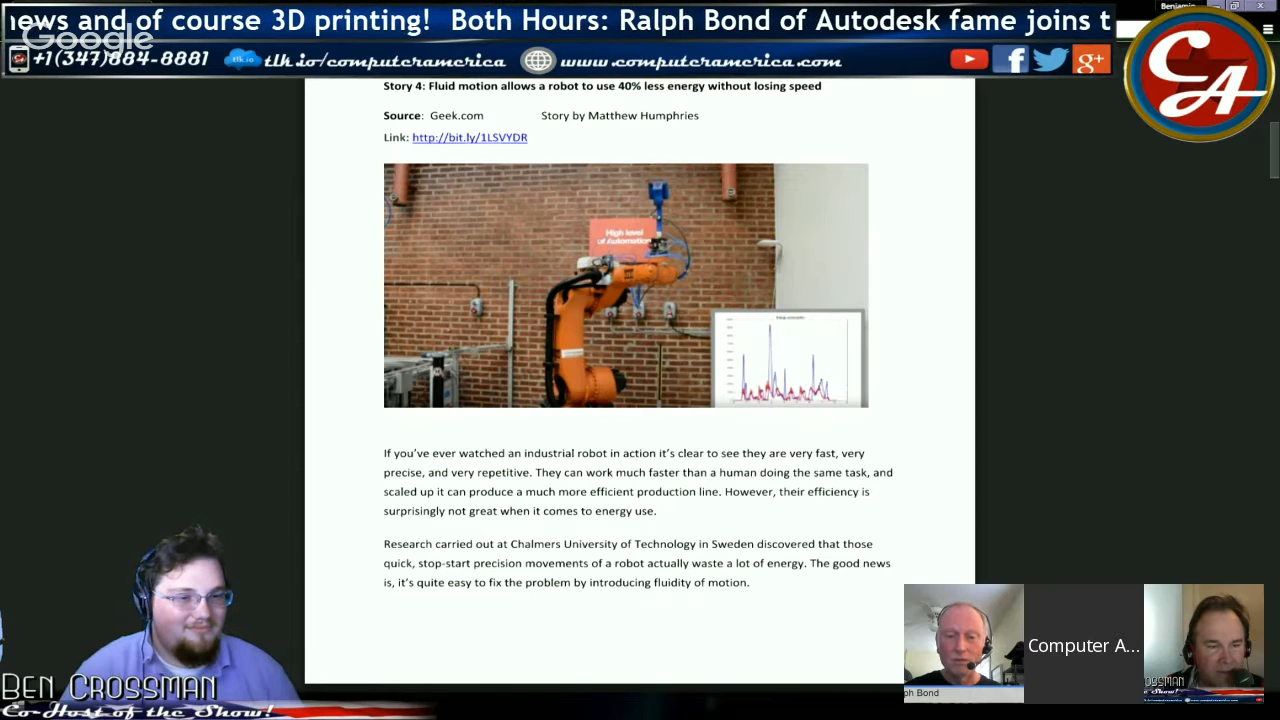 news and of course 3D printing!  Both Hours: Ralph Bond of Autodesk fame joins t
Benjamin
Google
+1(347)884-8881
tlk.io
tlk.io/computeramerica
www.computeramerica.com
f
g+
CA
Story 4: Fluid motion allows a robot to use 40% less energy without losing speed
Source: Geek.com Story by Matthew Humphries
Link: http://bit.ly/1LSVYDR
High level
of Automation
If you've ever watched an industrial robot in action it's clear to see they are very fast, very
precise, and very repetitive. They can work much faster than a human doing the same task, and
scaled up it can produce a much more efficient production line. However, their efficiency is
surprisingly not great when it comes to energy use.
Research carried out at Chalmers University of Technology in Sweden discovered that those
quick, stop-start precision movements of a robot actually waste a lot of energy. The good news
is, it's quite easy to fix the problem by introducing fluidity of motion.
Ben Crossman
Co-Host of the Show!
ph Bond
Computer A...